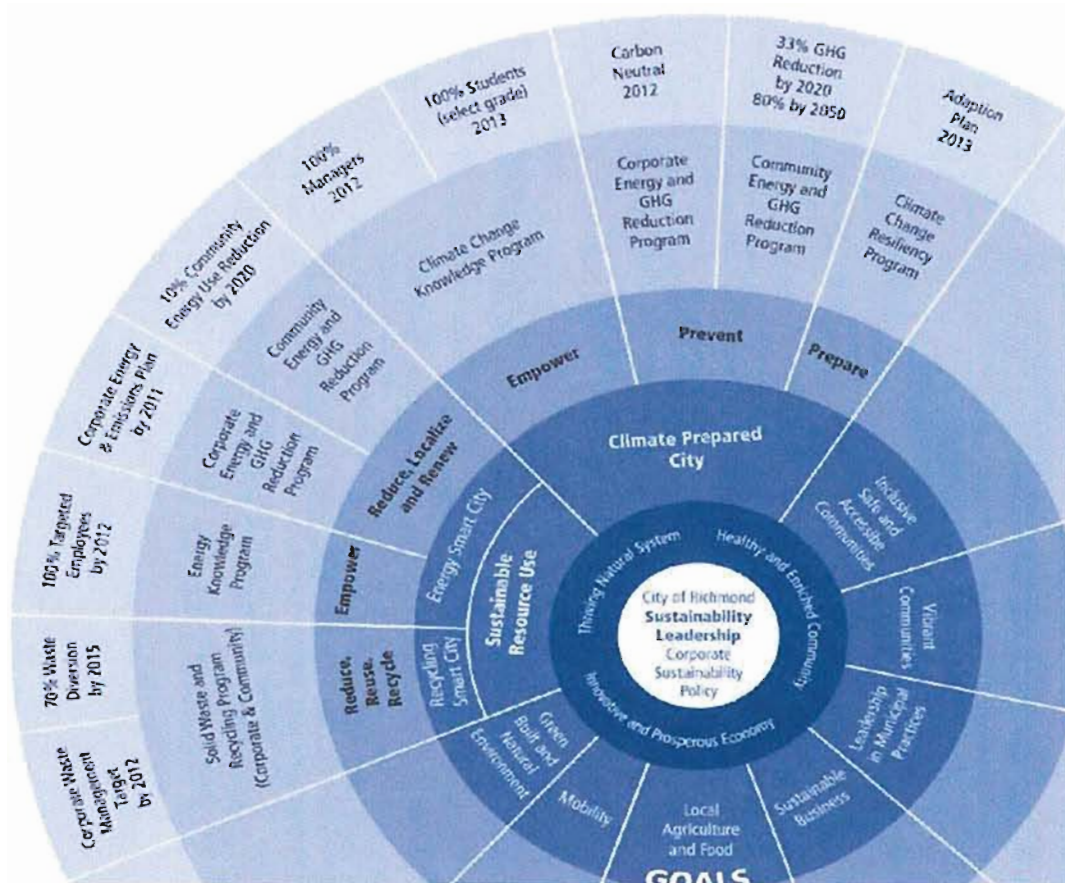 100% Targeted
Employees
by 2012
Corporate Energy
& Emissions Plan
by 2011
10% Community
Energy Use Reduction
by 2020
100%
Managers
2012
100% Students
(select grade)
2013
Carbon
Neutral
2012
33% GHG
Reduction
by 2020
80% by 2050
Adaption
Plan
2013
70% Waste
Diversion
by 2015
Corporate Waste
Management
Target
by 2012
Energy
Knowledge
Program
Corporate
Energy and
GHG
Reduction
Program
Community
Energy and
GHG
Reduction
Program
Climate Change
Knowledge Program
Corporate
Energy and
GHG
Reduction
Program
Community
Energy and
GHG
Reduction
Program
Climate
Change
Resiliency
Program
Solid Waste and
Recycling Program
(Corporate & Community)
Empower
Reduce, Localize
and Renew
Empower
Prevent
Prepare
Reduce,
Reuse,
Recycle
Energy Smart City
Recycling
Smart City
Sustainable
Resource Use
Climate Prepared
City
Inclusive
Safe and
Accessible
Communities
Vibrant
Communities
Leadership
in Municipal
Practices
Sustainable
Business
Local
Agriculture
and Food
Mobility
Green
Built and
Natural
Environment
Thriving Natural System
Healthy and Enriched Community
Innovative and Prosperous Economy
City of Richmond
Sustainability
Leadership
Corporate
Sustainability
Policy
GOALS